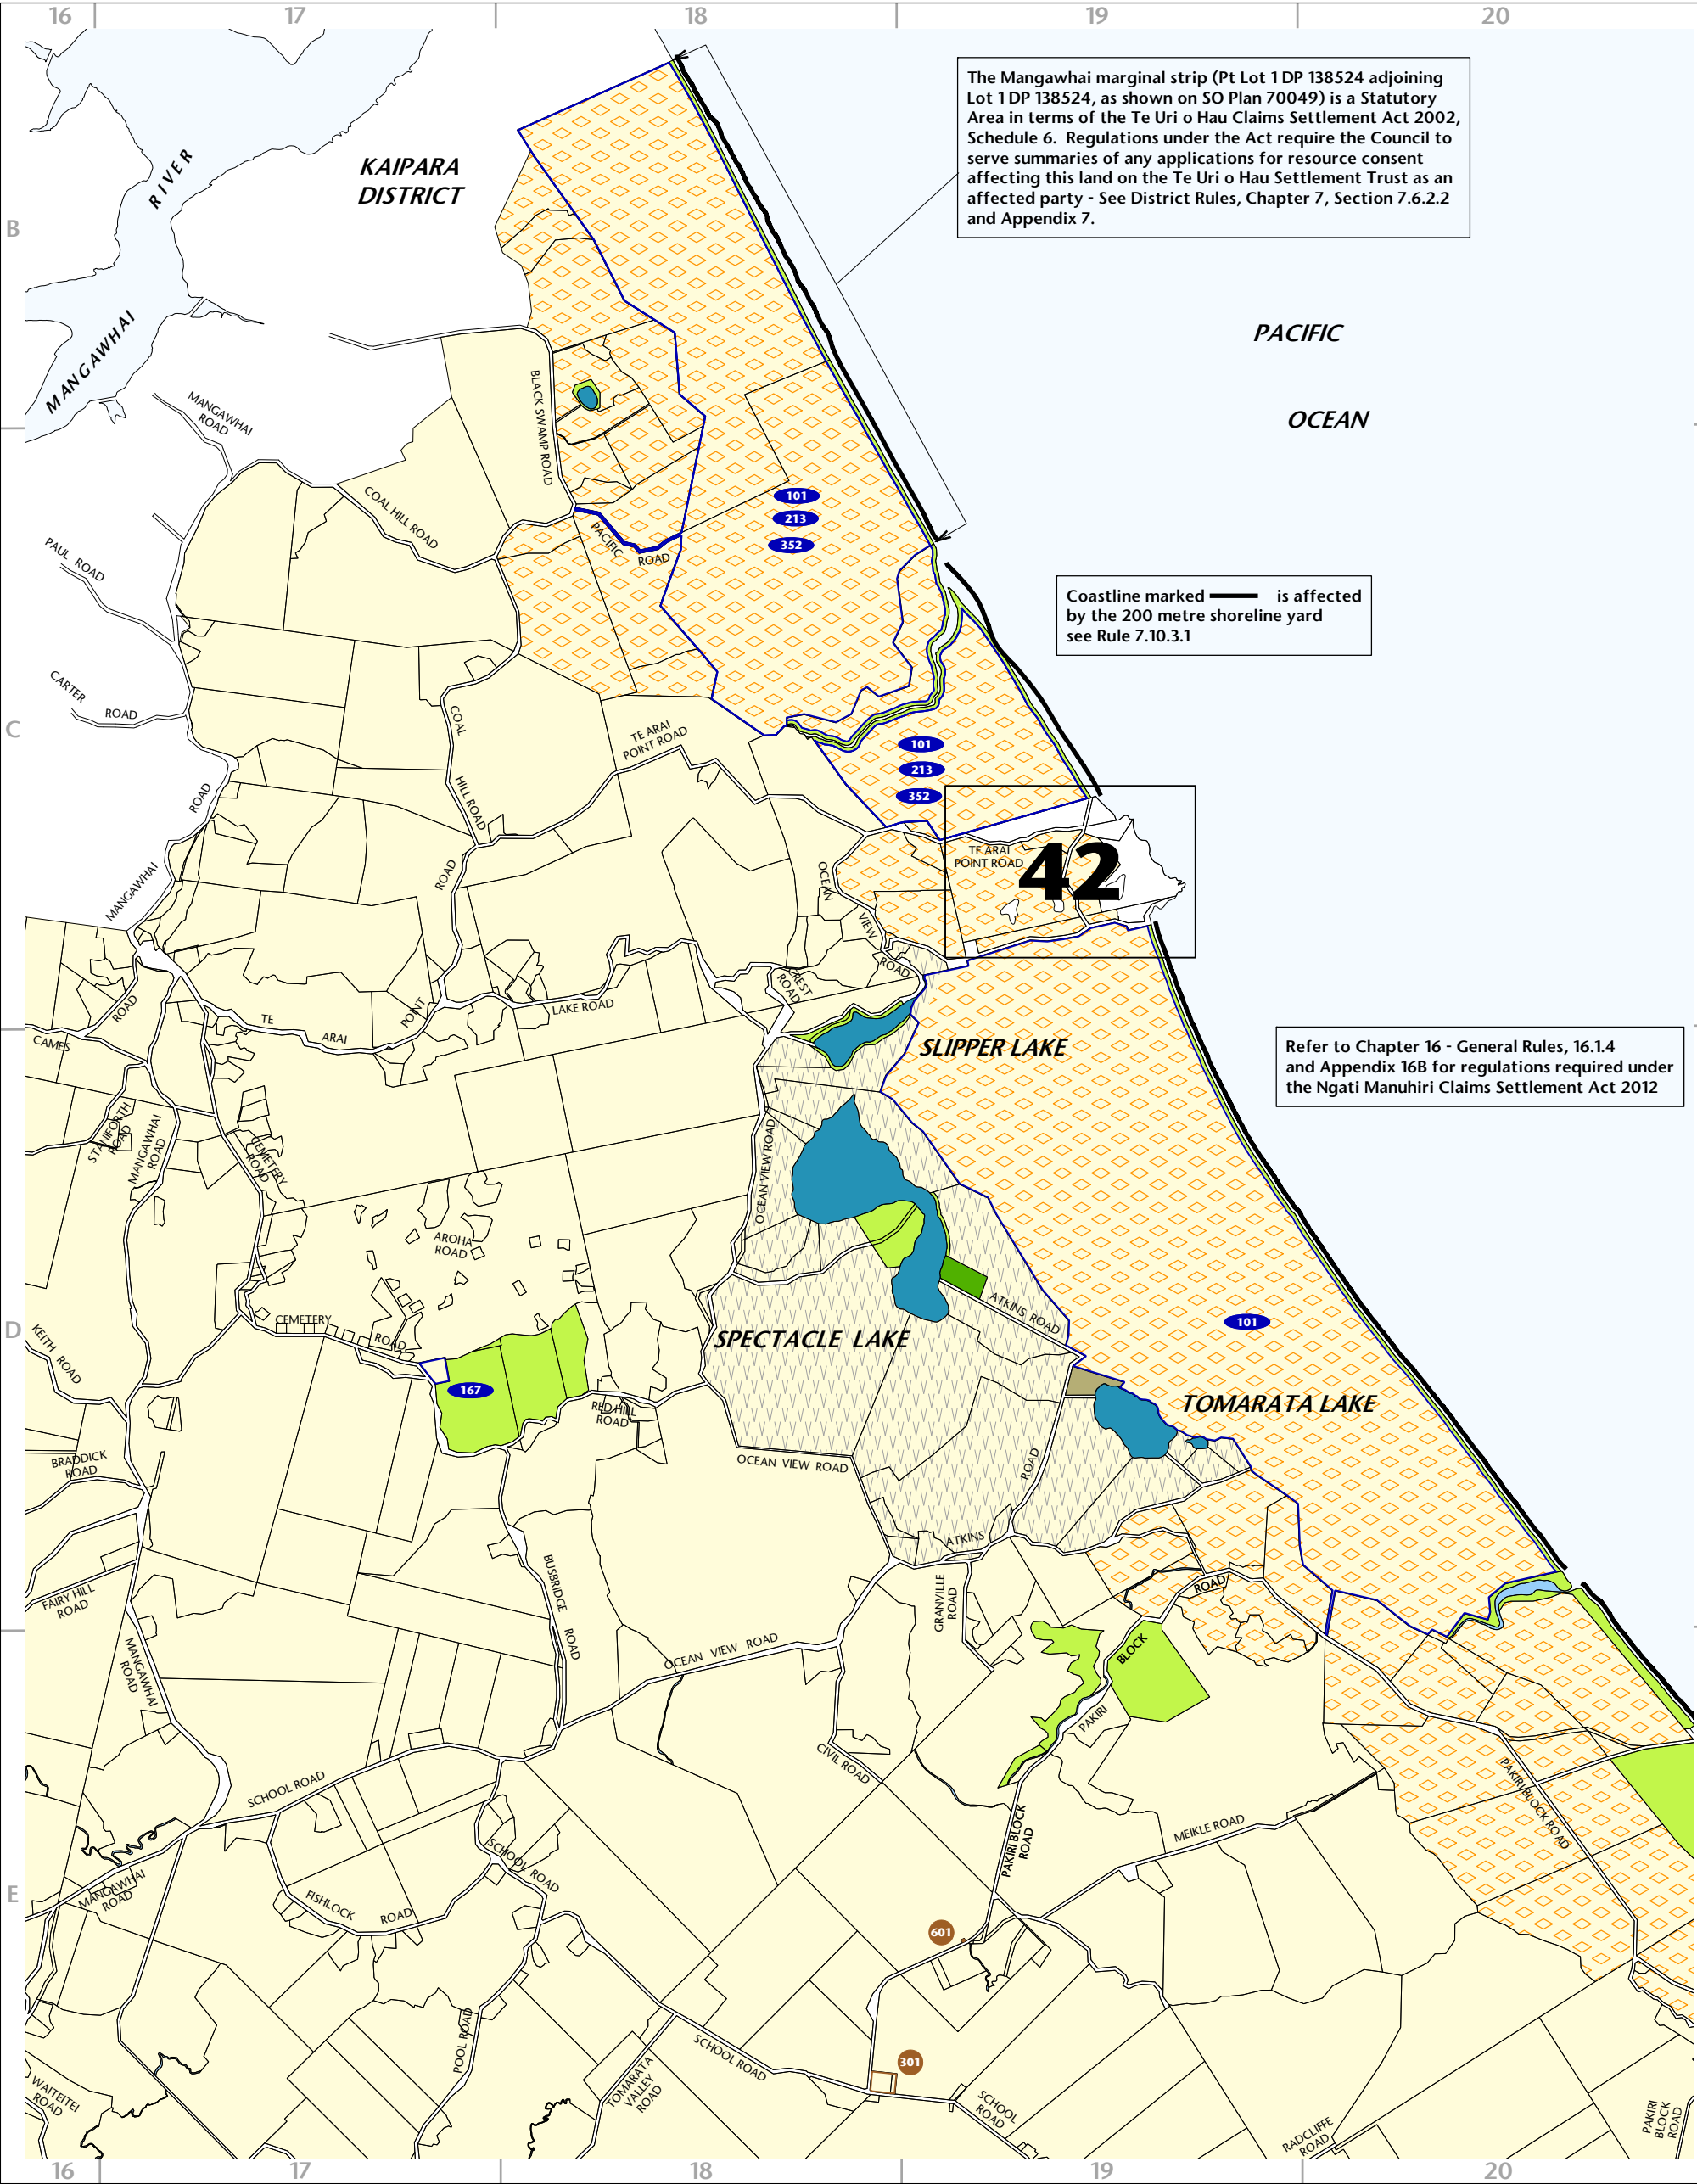 16 17 18 19 20
The Mangawhai marginal strip (Pt Lot 1 DP 138524 adjoining
Lot 1 DP 138524, as shown on SO Plan 70049) is a Statutory
Area in terms of the Te Uri o Hau Claims Settlement Act 2002,
Schedule 6. Regulations under the Act require the Council to
serve summaries of any applications for resource consent
affecting this land on the Te Uri o Hau Settlement Trust as an
affected party - See District Rules, Chapter 7, Section 7.6.2.2
and Appendix 7.
KAIPARA
DISTRICT
RIVER
B
MANGAWHAI
PACIFIC
OCEAN
BLACK SWAMP ROAD
MANGAWHAI
ROAD
COAL HILL ROAD
101
213
352
PACIFIC
ROAD
PAUL ROAD
Coastline marked is affected
by the 200 metre shoreline yard
see Rule 7.10.3.1
CARTER
ROAD
C
COAL
HILL ROAD
TE ARAI
POINT ROAD
101
213
352
ROAD
MANGAWHAI
ROAD
TE ARAI
POINT ROAD
42
OCEAN
VIEW
ROAD
CREST
ROAD
LAKE ROAD
ROAD
POINT
TE
ARAI
CAMES
SLIPPER LAKE
Refer to Chapter 16 - General Rules, 16.1.4
and Appendix 16B for regulations required under
the Ngati Manuhiri Claims Settlement Act 2012
STANIFORTH
ROAD
MANGAWHAI
ROAD
CEMETERY
ROAD
OCEAN VIEW ROAD
AROHA
ROAD
ATKINS ROAD
CEMETERY
ROAD
101
D
SPECTACLE LAKE
KEITH ROAD
167
RED HILL
ROAD
TOMARATA LAKE
BRADDICK
ROAD
OCEAN VIEW ROAD
ROAD
ATKINS
BUSBRIDGE
ROAD
FAIRY HILL
ROAD
GRANVILLE
ROAD
ROAD
BLOCK
PAKIRI
MANGAWHAI
ROAD
OCEAN VIEW ROAD
CIVIL ROAD
SCHOOL ROAD
PAKIRI BLOCK ROAD
PAKIRI BLOCK
ROAD
MEIKLE ROAD
SCHOOL ROAD
MANGAWHAI
ROAD
E
FISHLOCK
ROAD
601
POOL ROAD
SCHOOL ROAD
301
TOMARATA
VALLEY
ROAD
WAITEITEI
ROAD
SCHOOL
ROAD
RADCLIFFE
ROAD
PAKIRI
BLOCK
ROAD
16 17 18 19 20